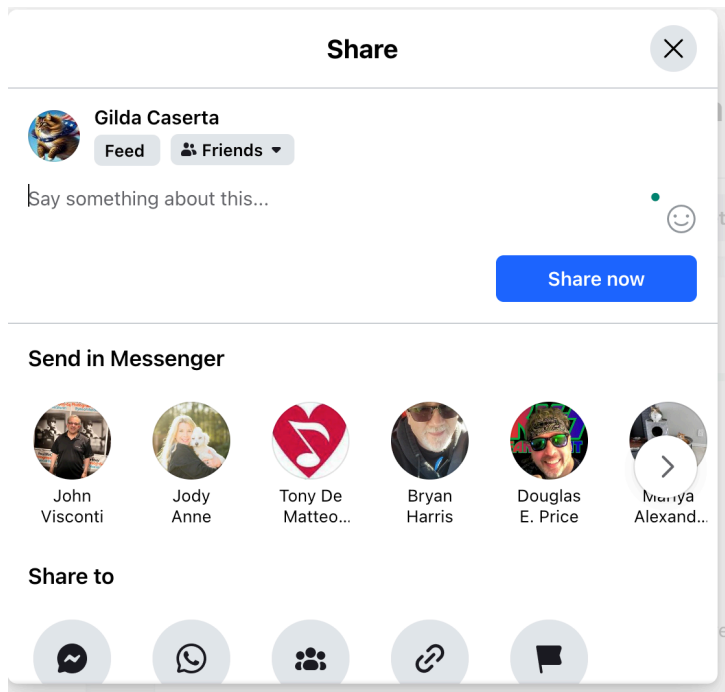 Share
Gilda Caserta
Feed
Friends
Say something about this...
Share now
Send in Messenger
John
Visconti
Jody
Anne
Tony De
Matteo...
Bryan
Harris
Douglas
E. Price
Mariya
Alexand...
Share to